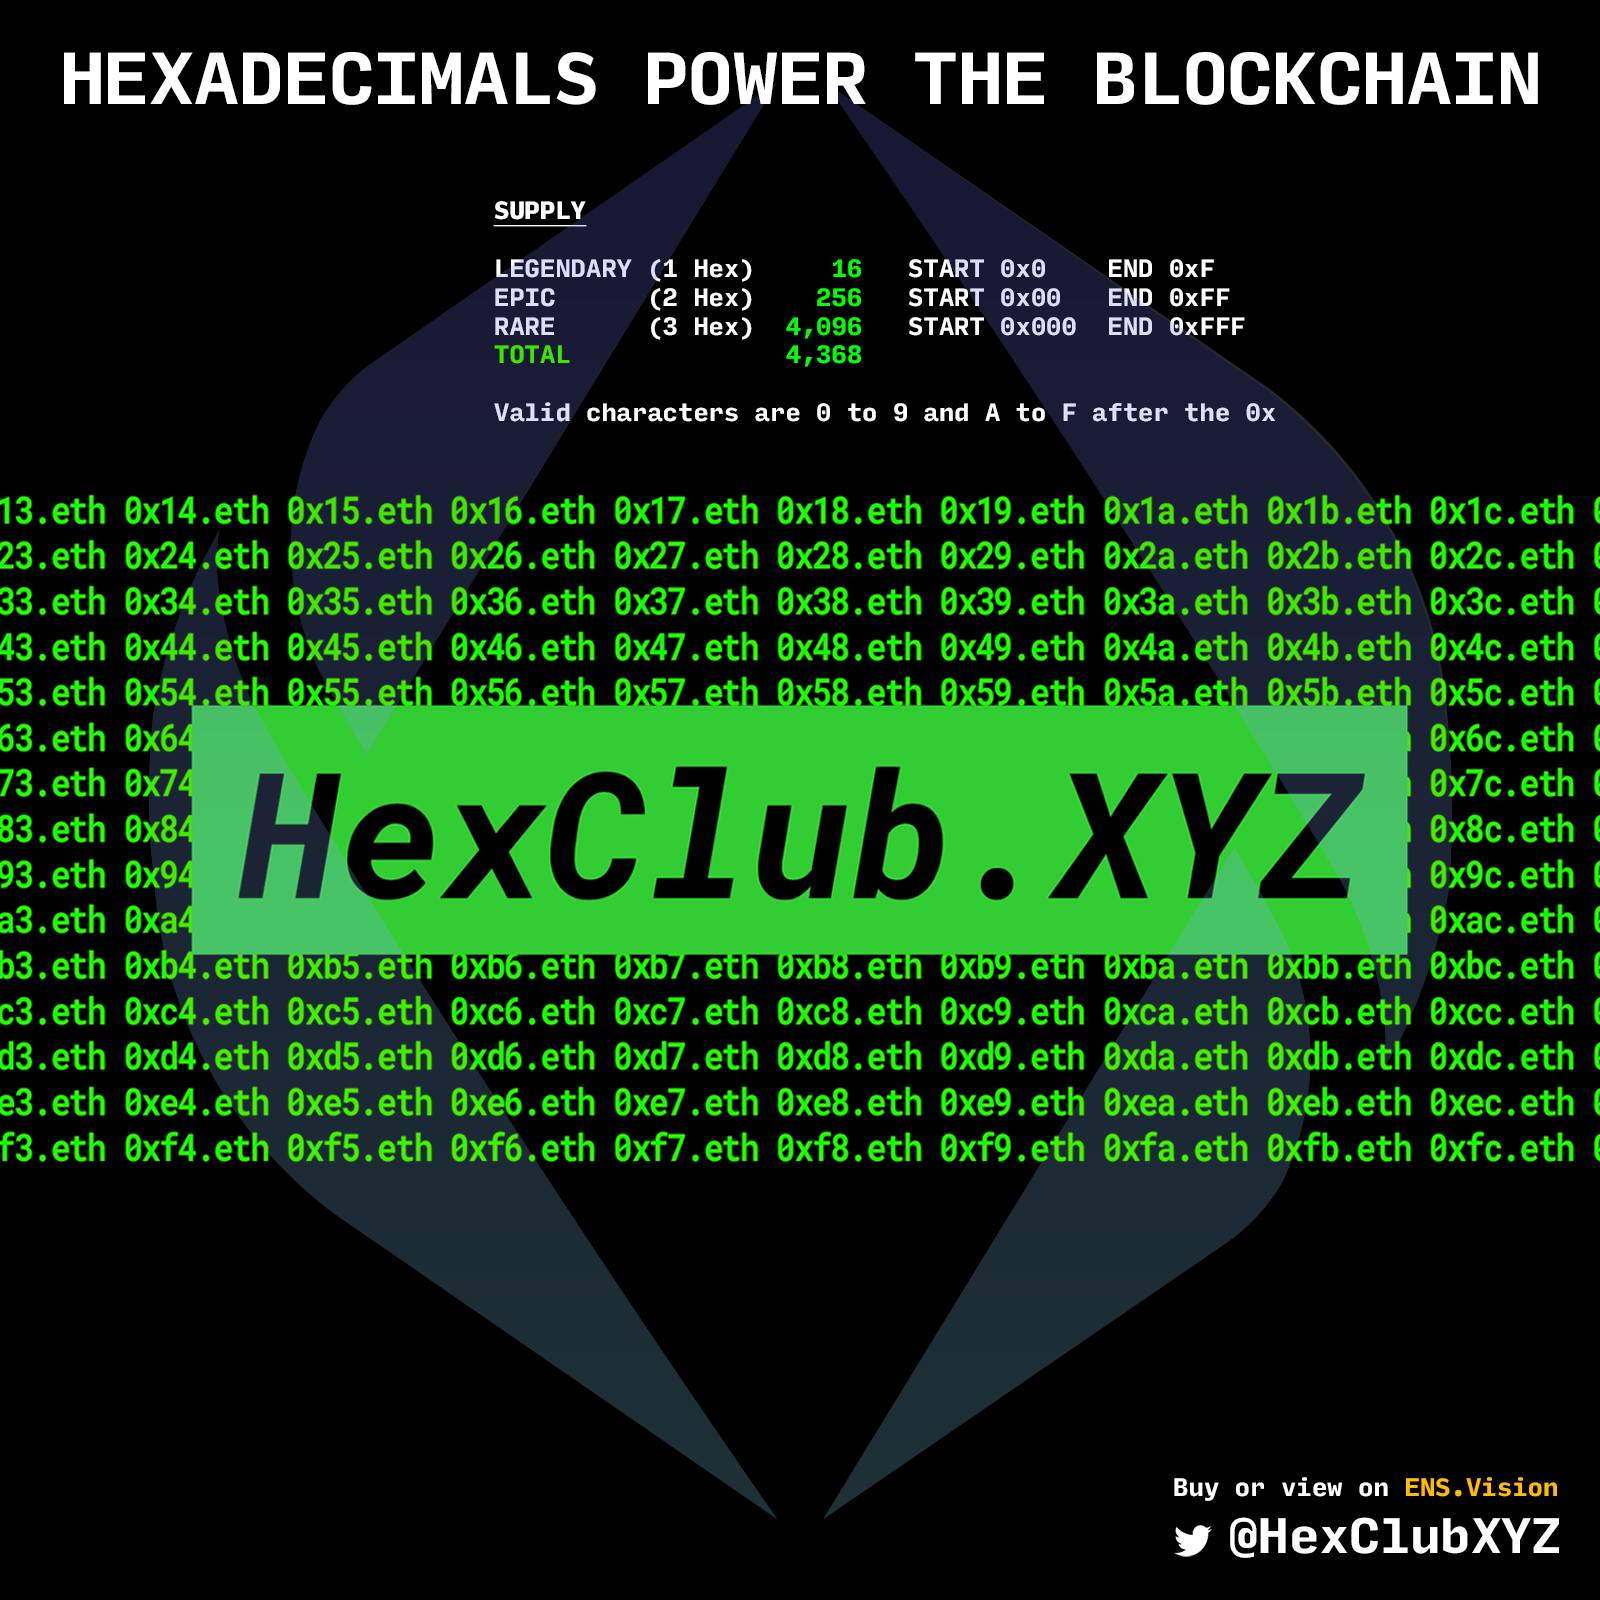 HEXADECIMALS POWER THE BLOCKCHAIN
SUPPLY
LEGENDARY (1 Hex) 16 START 0x0 END 0xF
EPIC (2 Hex) 256 START 0x00 END 0xFF
RARE (3 Hex) 4,096 START 0x000 END 0xFFF
TOTAL 4,368
Valid characters are 0 to 9 and A to F after the 0x
13.eth 0x14.eth 0x15.eth 0x16.eth 0x17.eth 0x18.eth 0x19.eth 0x1a.eth 0x1b.eth 0x1c.eth
23.eth 0x24.eth 0x25.eth 0x26.eth 0x27.eth 0x28.eth 0x29.eth 0x2a.eth 0x2b.eth 0x2c.eth
33.eth 0x34.eth 0x35.eth 0x36.eth 0x37.eth 0x38.eth 0x39.eth 0x3a.eth 0x3b.eth 0x3c.eth
43.eth 0x44.eth 0x45.eth 0x46.eth 0x47.eth 0x48.eth 0x49.eth 0x4a.eth 0x4b.eth 0x4c.eth
53.eth 0x54.eth 0x55.eth 0x56.eth 0x57.eth 0x58.eth 0x59.eth 0x5a.eth 0x5b.eth 0x5c.eth
63.eth 0x64 0x6c.eth
73.eth 0x74 0x7c.eth
HexClub.XYZ
83.eth 0x84 0x8c.eth
93.eth 0x94 0x9c.eth
a3.eth 0xa4 0xac.eth
b3.eth 0xb4.eth 0xb5.eth 0xb6.eth 0xb7.eth 0xb8.eth 0xb9.eth 0xba.eth 0xbb.eth 0xbc.eth
c3.eth 0xc4.eth 0xc5.eth 0xc6.eth 0xc7.eth 0xc8.eth 0xc9.eth 0xca.eth 0xcb.eth 0xcc.eth
d3.eth 0xd4.eth 0xd5.eth 0xd6.eth 0xd7.eth 0xd8.eth 0xd9.eth 0xda.eth 0xdb.eth 0xdc.eth
e3.eth 0xe4.eth 0xe5.eth 0xe6.eth 0xe7.eth 0xe8.eth 0xe9.eth 0xea.eth 0xeb.eth 0xec.eth
f3.eth 0xf4.eth 0xf5.eth 0xf6.eth 0xf7.eth 0xf8.eth 0xf9.eth 0xfa.eth 0xfb.eth 0xfc.eth
Buy or view on ENS.Vision
@HexClubXYZ